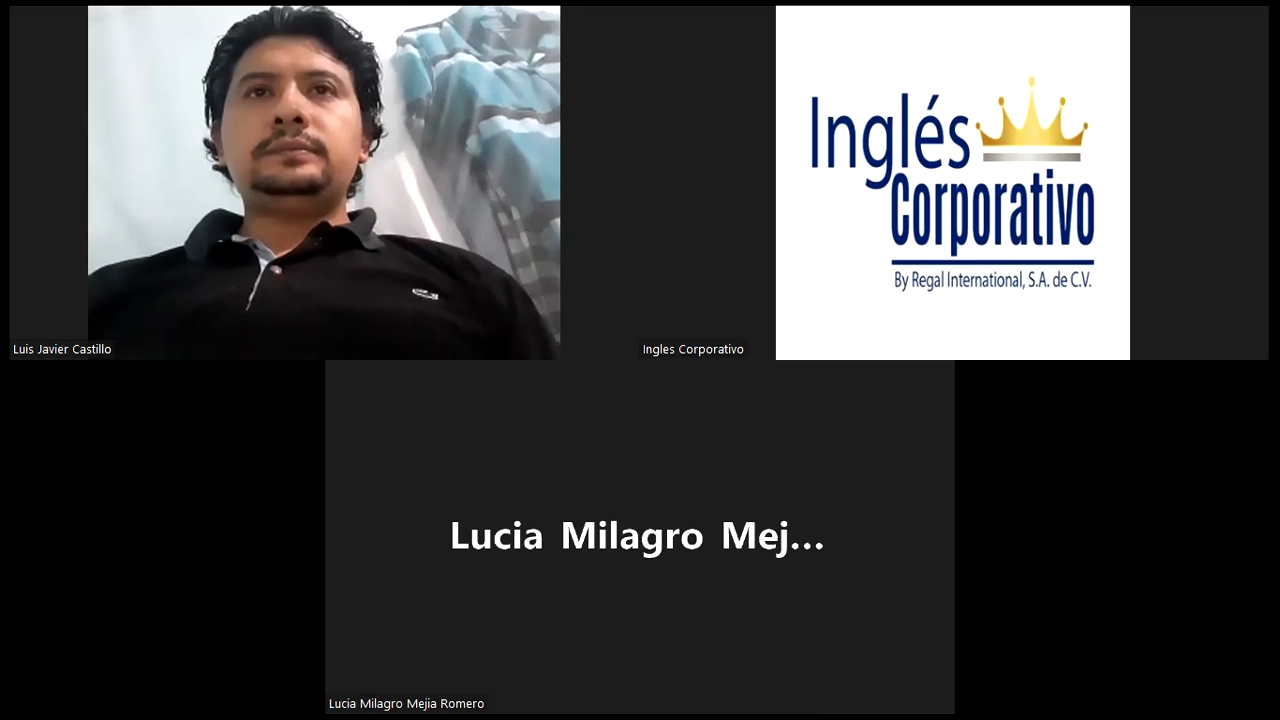 Inglés
Corporativo
By Regal International, S.A. de C.V.
Luis Javier Castillo
Ingles Corporativo
Lucia Milagro Mej...
Lucia Milagro Mejia Romero